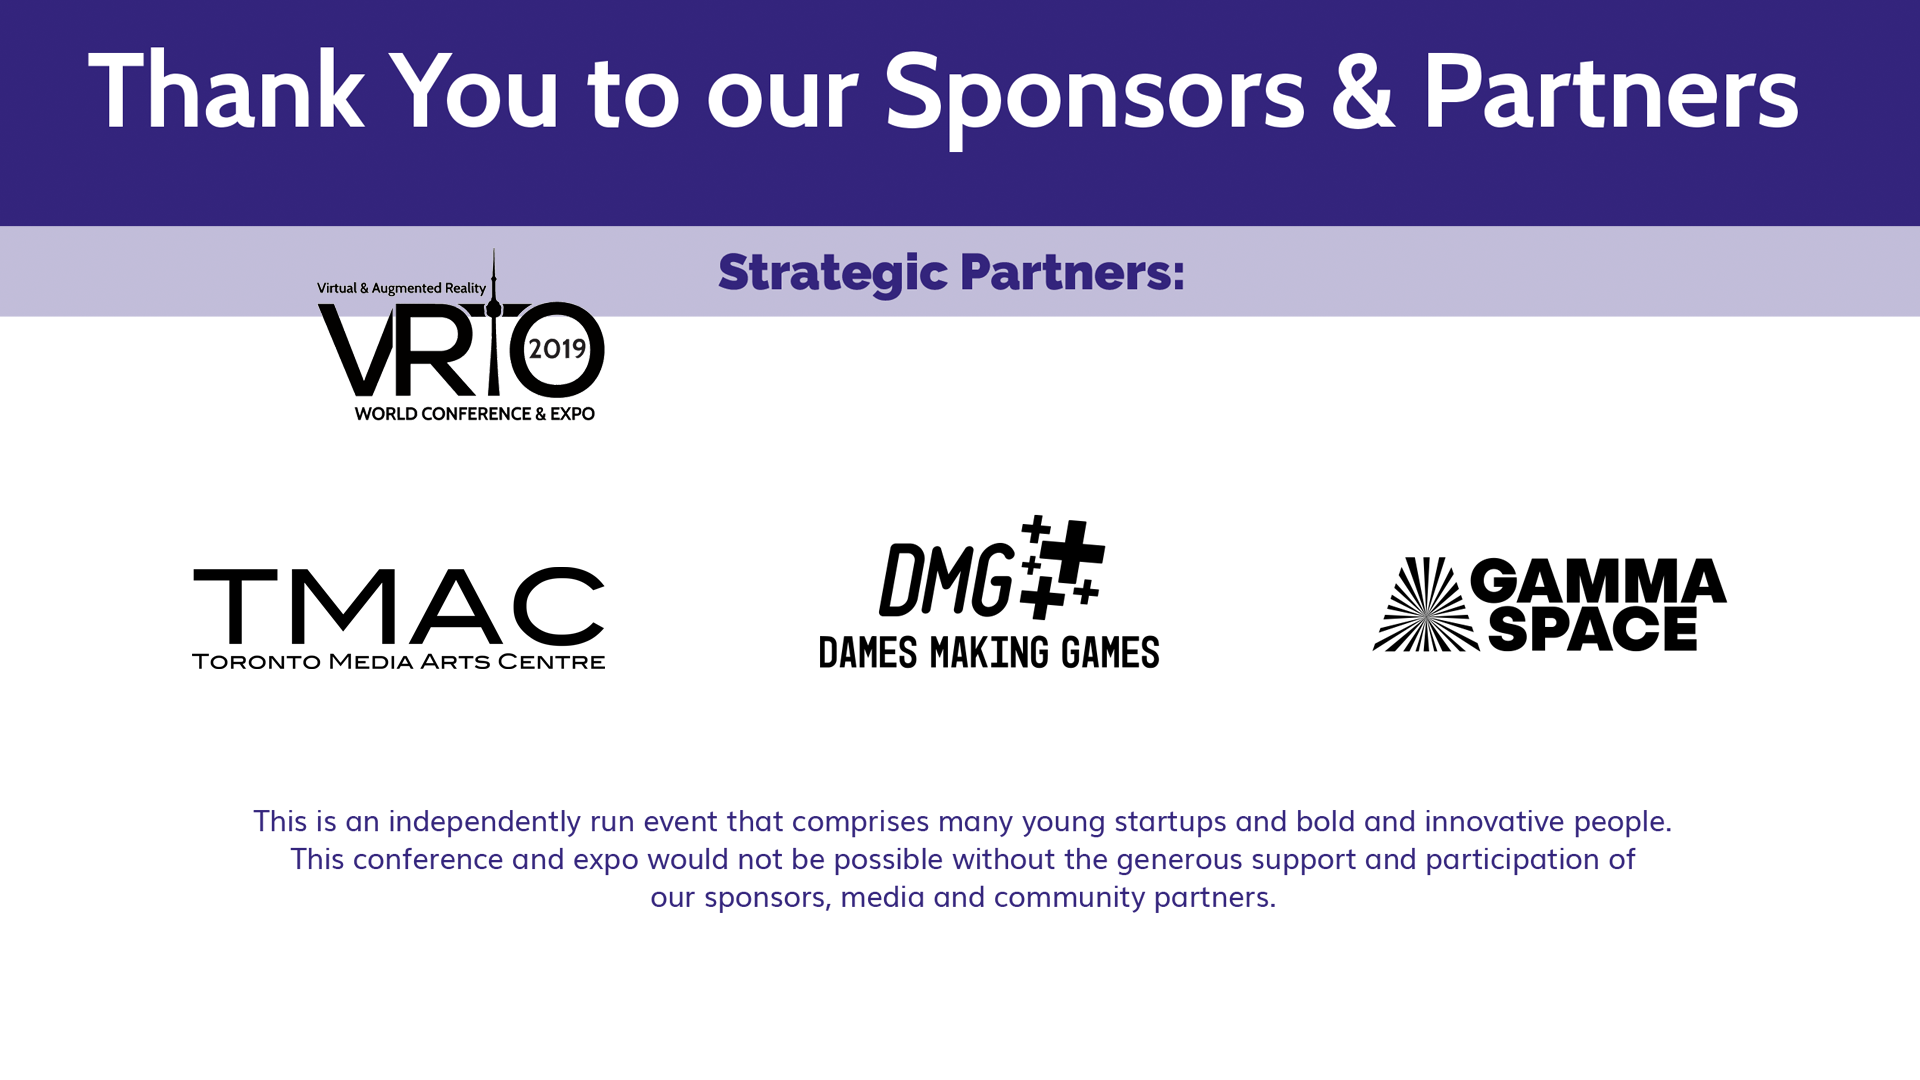 Thank You to our Sponsors & Partners
Strategic Partners:
Virtual & Augmented Reality
VRTO
2019
WORLD CONFERENCE & EXPO
TMAC
TORONTO MEDIA ARTS CENTRE
DMG
DAMES MAKING GAMES
GAMMA
SPACE
This is an independently run event that comprises many young startups and bold and innovative people.
This conference and expo would not be possible without the generous support and participation of
our sponsors, media and community partners.